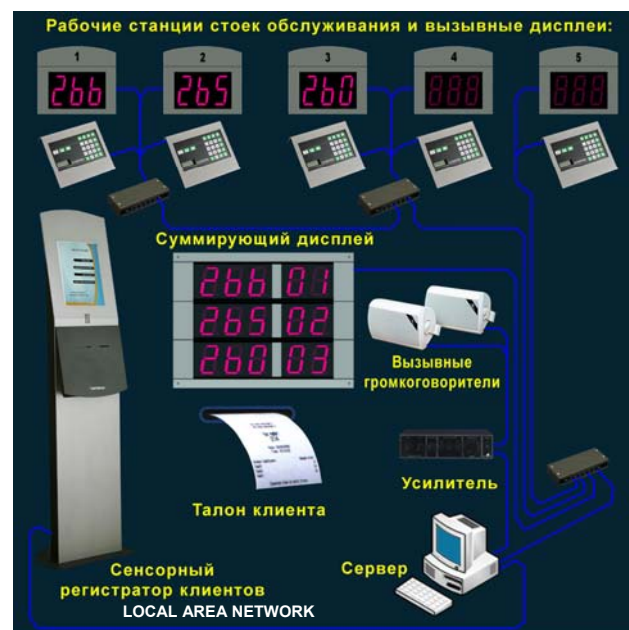 Рабочие станции стоек обслуживания и вызывные дисплеи:
1 2 3 4 5
266 265 260 888 888
Суммирующий дисплей
266 01
265 02
260 03
Вызывные
громкоговорители
Талон клиента
Усилитель
Сенсорный
регистратор клиентов
Сервер
LOCAL AREA NETWORK